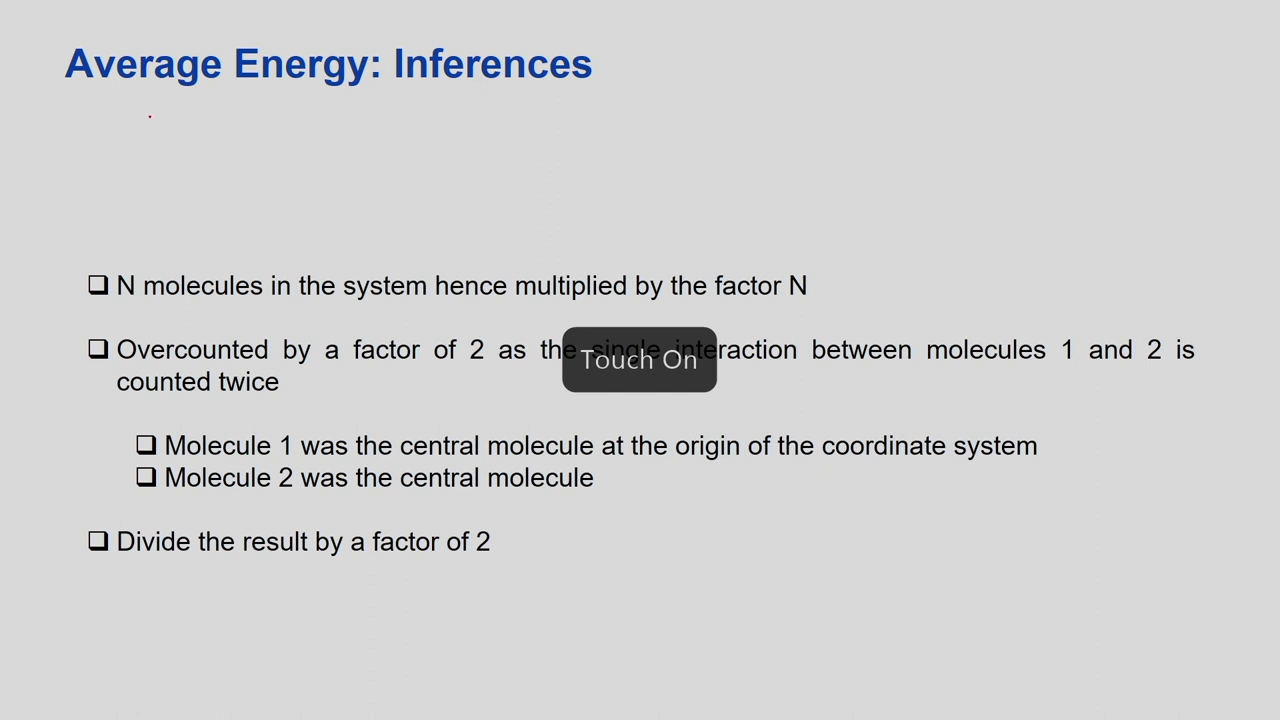 Average Energy: Inferences
❑ N molecules in the system hence multiplied by the factor N
❑ Overcounted by a factor of 2 as the single interaction between molecules 1 and 2 is
counted twice
Touch On
❑ Molecule 1 was the central molecule at the origin of the coordinate system
❑ Molecule 2 was the central molecule
❑ Divide the result by a factor of 2